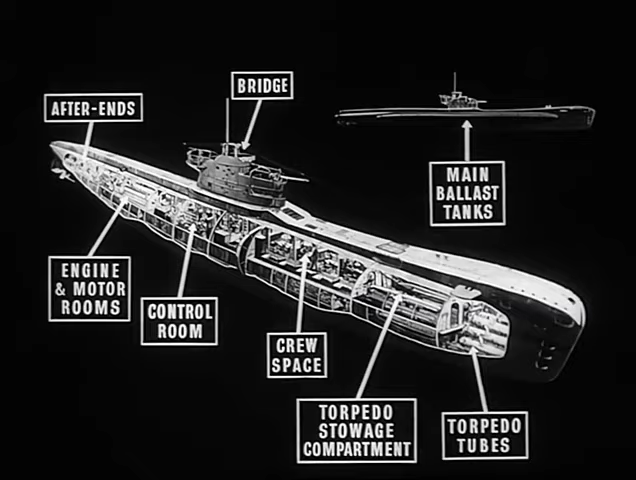 BRIDGE
AFTER-ENDS
MAIN
BALLAST
TANKS
ENGINE
& MOTOR
ROOMS
CONTROL
ROOM
CREW
SPACE
TORPEDO
STOWAGE
COMPARTMENT
TORPEDO
TUBES